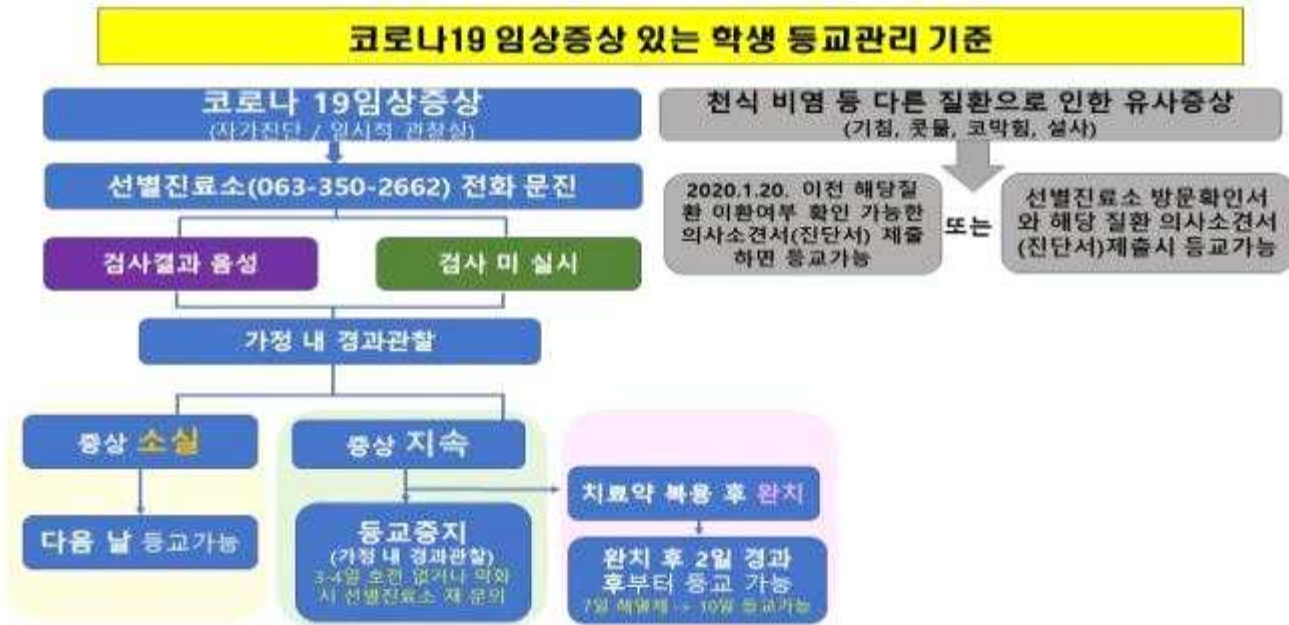 코로나19 임상증상 있는 학생 등교관리 기준
코로나 19임상증상
(자가진단 / 일시적 관찰실)
선별진료소(063-350-2662) 전화 문진
검사결과 음성
검사 미 실시
가정 내 경과관찰
증상 소실
다음 날 등교가능
증상 지속
등교중지
(가정 내 경과관찰)
3-4일 호전 없거나 악화
시 선별진료소 재 문의
치료약 복용 후 완치
완치 후 2일 경과
후부터 등교 가능
7일 해열제-> 10일 등교가능
천식 비염 등 다른 질환으로 인한 유사증상
(기침, 콧물, 코막힘, 설사)
2020.1.20. 이전 해당질
환 이환여부 확인 가능한
의사소견서(진단서) 제출
하면 등교가능
또는
선별진료소 방문확인서
와 해당 질환 의사소견서
(진단서)제출시 등교가능